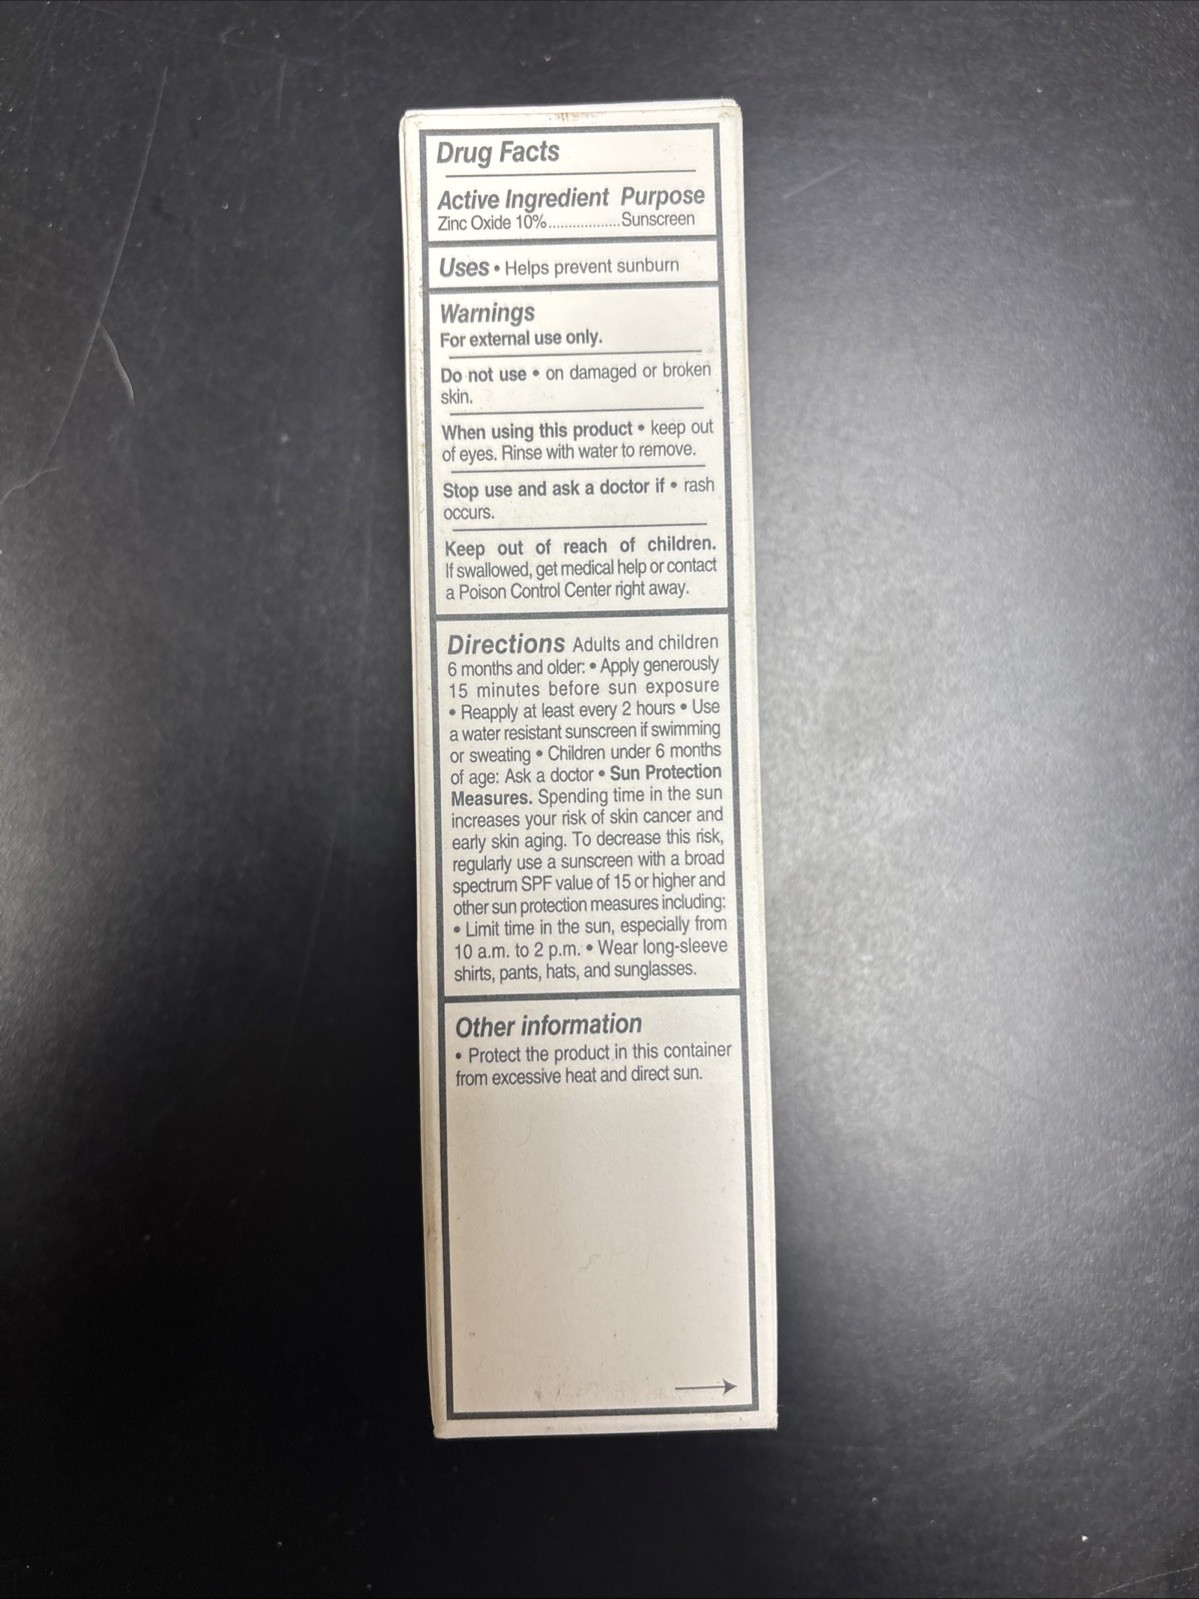 Drug Facts
Active Ingredient Purpose
Zinc Oxide 10%..................Sunscreen
Uses • Helps prevent sunburn
Warnings
For external use only.
Do not use • on damaged or broken
skin.
When using this product • keep out
of eyes. Rinse with water to remove.
Stop use and ask a doctor if • rash
occurs.
Keep out of reach of children.
If swallowed, get medical help or contact
a Poison Control Center right away.
Directions Adults and children
6 months and older: • Apply generously
15 minutes before sun exposure
• Reapply at least every 2 hours • Use
a water resistant sunscreen if swimming
or sweating • Children under 6 months
of age: Ask a doctor • Sun Protection
Measures. Spending time in the sun
increases your risk of skin cancer and
early skin aging. To decrease this risk,
regularly use a sunscreen with a broad
spectrum SPF value of 15 or higher and
other sun protection measures including:
• Limit time in the sun, especially from
10 a.m. to 2 p.m. • Wear long-sleeve
shirts, pants, hats, and sunglasses.
Other information
• Protect the product in this container
from excessive heat and direct sun.